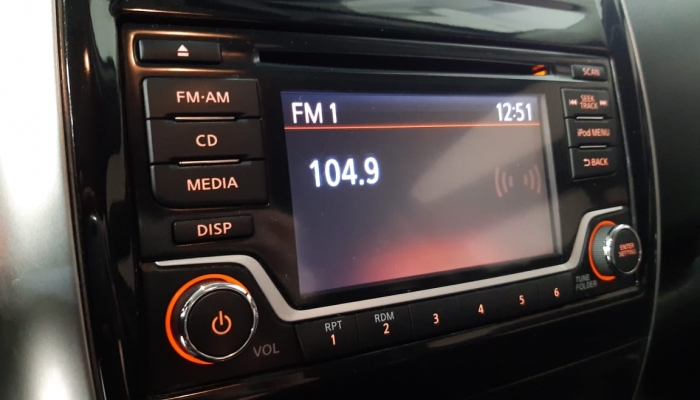 FM·AM
CD
MEDIA
DISP
VOL
FM 1
12:51
104.9
SCAN
SEEK
TRACK
iPod MENU
BACK
ENTER
SETTING
TUNE
FOLDER
RPT
1
RDM
2
3
4
5
6